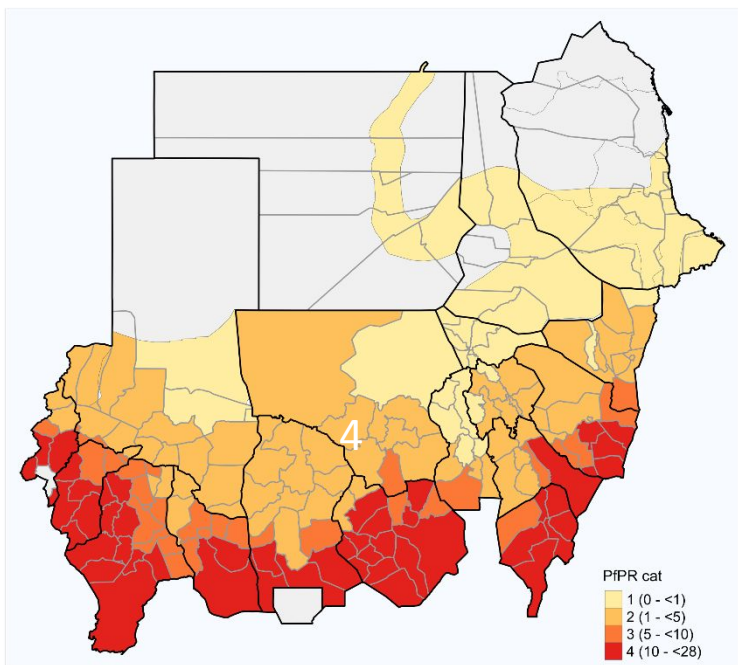 4
PfPR cat
1 (0 - <1)
2 (1 - <5)
3 (5 - <10)
4 (10 - <28)